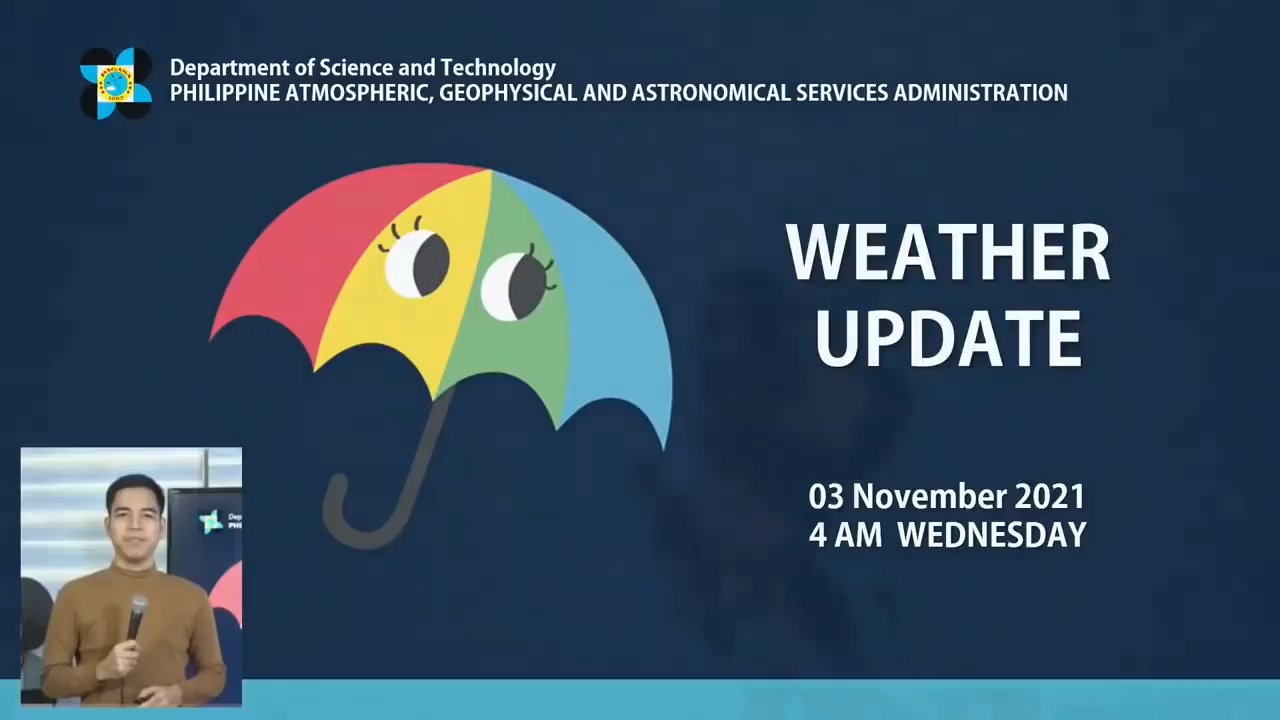 Department of Science and Technology
PHILIPPINE ATMOSPHERIC, GEOPHYSICAL AND ASTRONOMICAL SERVICES ADMINISTRATION
WEATHER
UPDATE
03 November 2021
4 AM WEDNESDAY